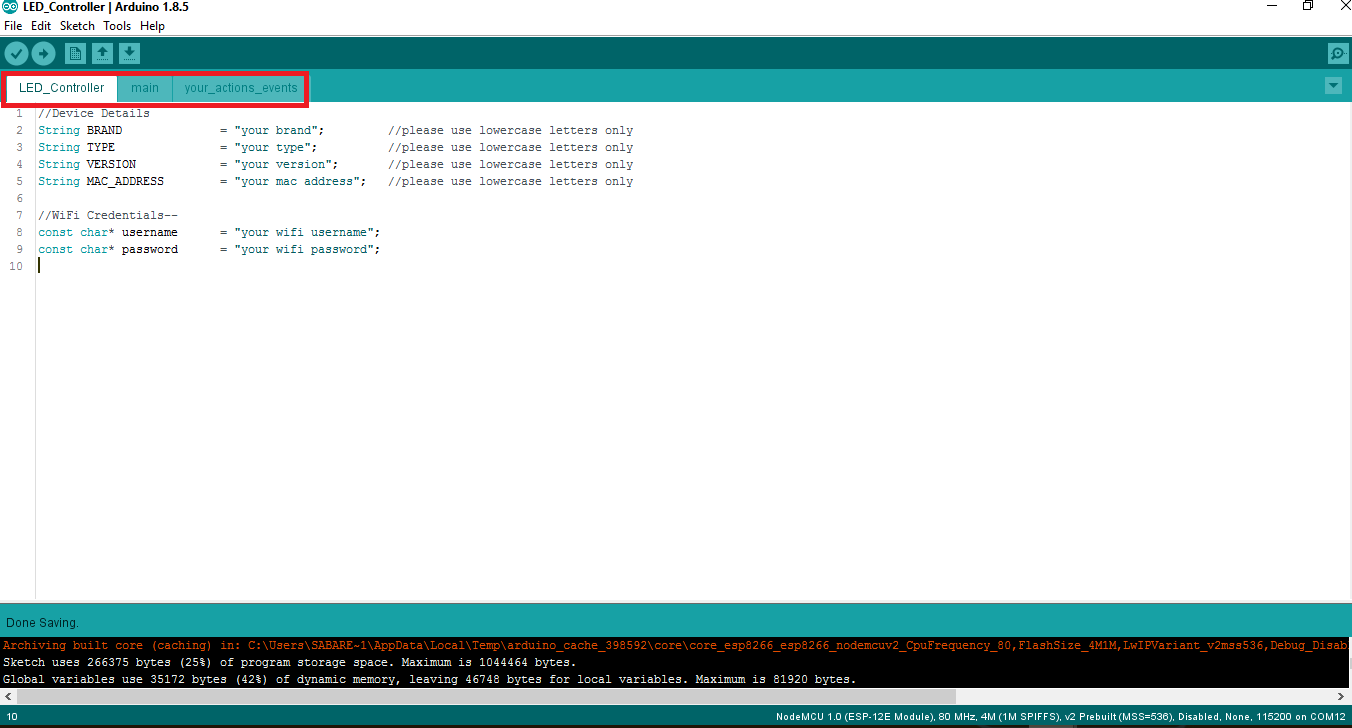 LED_Controller | Arduino 1.8.5
File Edit Sketch Tools Help
LED_Controller main your_actions_events
1 //Device Details
2 String BRAND = "your brand"; //please use lowercase letters only
3 String TYPE = "your type"; //please use lowercase letters only
4 String VERSION = "your version"; //please use lowercase letters only
5 String MAC_ADDRESS = "your mac address"; //please use lowercase letters only
6
7 //WiFi Credentials--
8 const char* username = "your wifi username";
9 const char* password = "your wifi password";
10
Done Saving.
Archiving built core (caching) in: C:\Users\SABARE~1\AppData\Local\Temp\arduino_cache_398592\core\core_esp8266_esp8266_nodemcuv2_CpuFrequency_80,FlashSize_4M1M,LwIPVariant_v2mss536,Debug_Disab
Sketch uses 266375 bytes (25%) of program storage space. Maximum is 1044464 bytes.
Global variables use 35172 bytes (42%) of dynamic memory, leaving 46748 bytes for local variables. Maximum is 81920 bytes.
10 NodeMCU 1.0 (ESP-12E Module), 80 MHz, 4M (1M SPIFFS), v2 Prebuilt (MSS=536), Disabled, None, 115200 on COM12